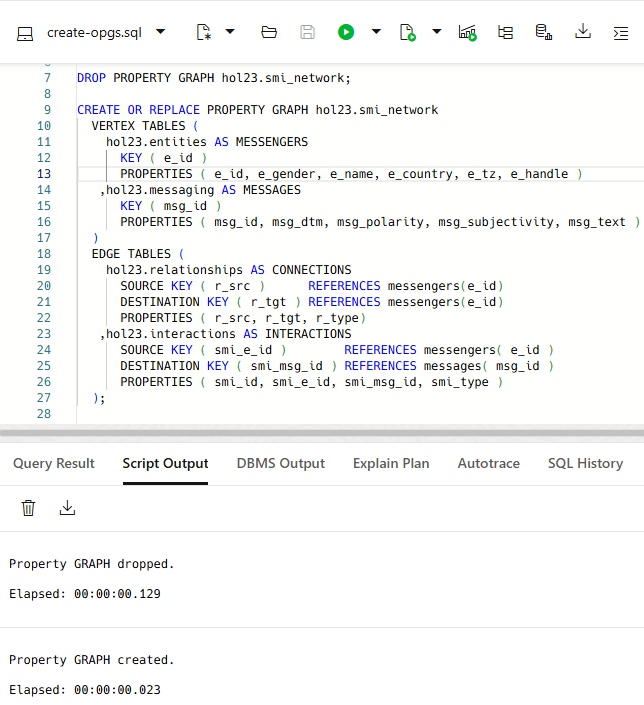 create-opgs.sql
7 DROP PROPERTY GRAPH hol23.smi_network;
8
9 CREATE OR REPLACE PROPERTY GRAPH hol23.smi_network
10 VERTEX TABLES (
11 hol23.entities AS MESSENGERS
12 KEY ( e_id )
13 PROPERTIES ( e_id, e_gender, e_name, e_country, e_tz, e_handle )
14 ,hol23.messaging AS MESSAGES
15 KEY ( msg_id )
16 PROPERTIES ( msg_id, msg_dtm, msg_polarity, msg_subjectivity, msg_text )
17 )
18 EDGE TABLES (
19 hol23.relationships AS CONNECTIONS
20 SOURCE KEY ( r_src ) REFERENCES messengers(e_id)
21 DESTINATION KEY ( r_tgt ) REFERENCES messengers(e_id)
22 PROPERTIES ( r_src, r_tgt, r_type)
23 ,hol23.interactions AS INTERACTIONS
24 SOURCE KEY ( smi_e_id ) REFERENCES messengers( e_id )
25 DESTINATION KEY ( smi_msg_id ) REFERENCES messages( msg_id )
26 PROPERTIES ( smi_id, smi_e_id, smi_msg_id, smi_type )
27 );
28
Query Result Script Output DBMS Output Explain Plan Autotrace SQL History
Property GRAPH dropped.
Elapsed: 00:00:00.129
Property GRAPH created.
Elapsed: 00:00:00.023